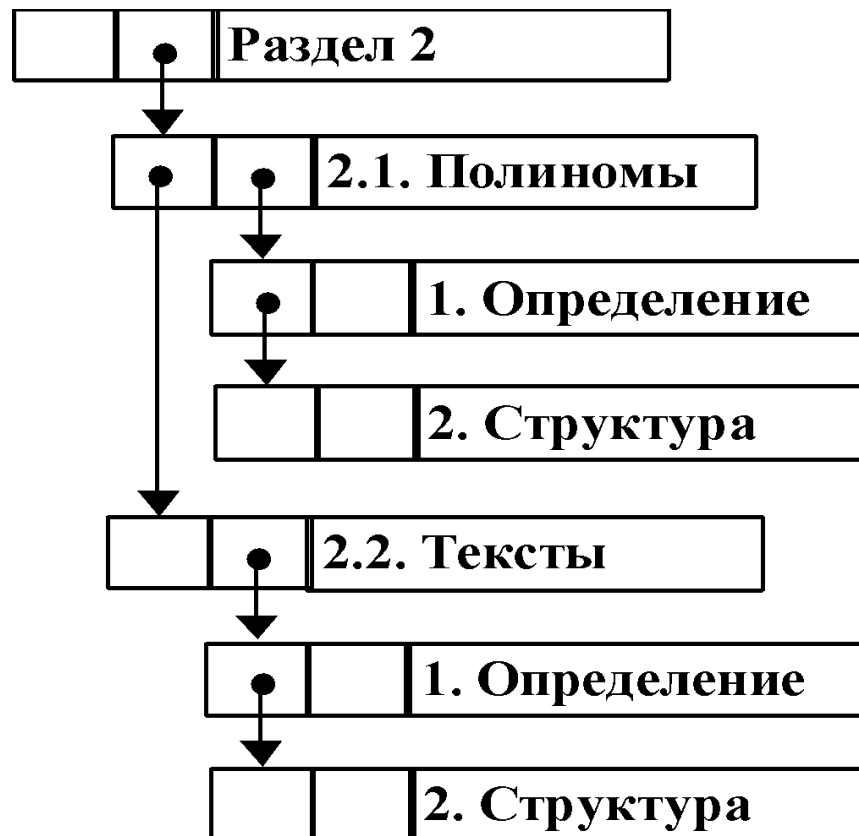 Раздел 2
2.1. Полиномы
1. Определение
2. Структура
2.2. Тексты
1. Определение
2. Структура